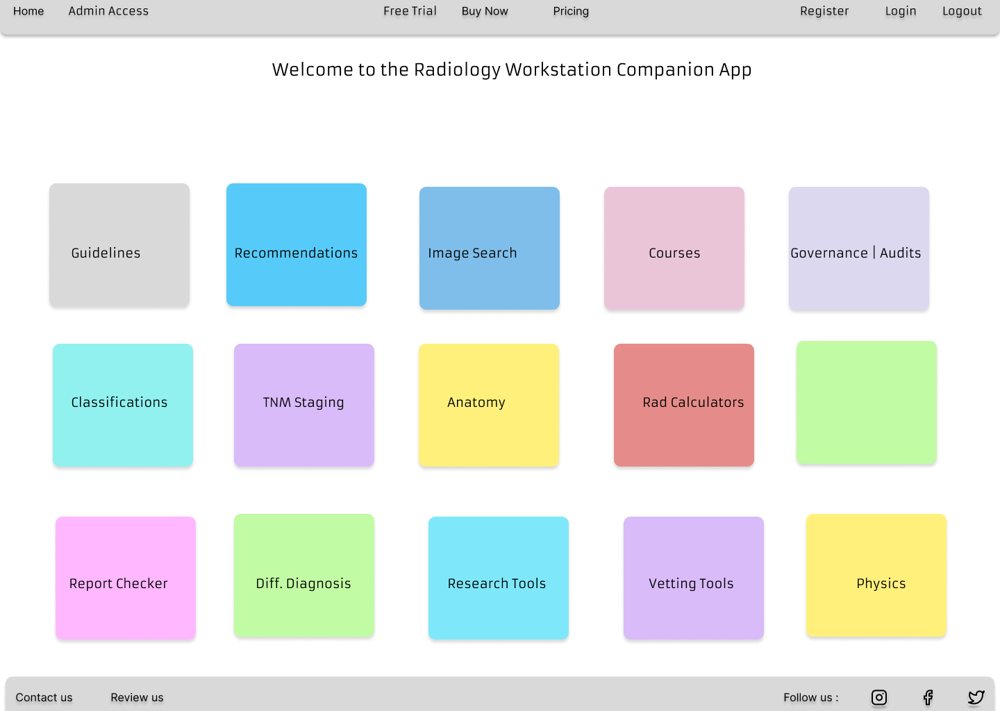 Home Admin Access Free Trial Buy Now Pricing Register Login Logout
Welcome to the Radiology Workstation Companion App
Guidelines Recommendations Image Search Courses Governance | Audits
Classifications TNM Staging Anatomy Rad Calculators
Report Checker Diff. Diagnosis Research Tools Vetting Tools Physics
Contact us Review us Follow us :